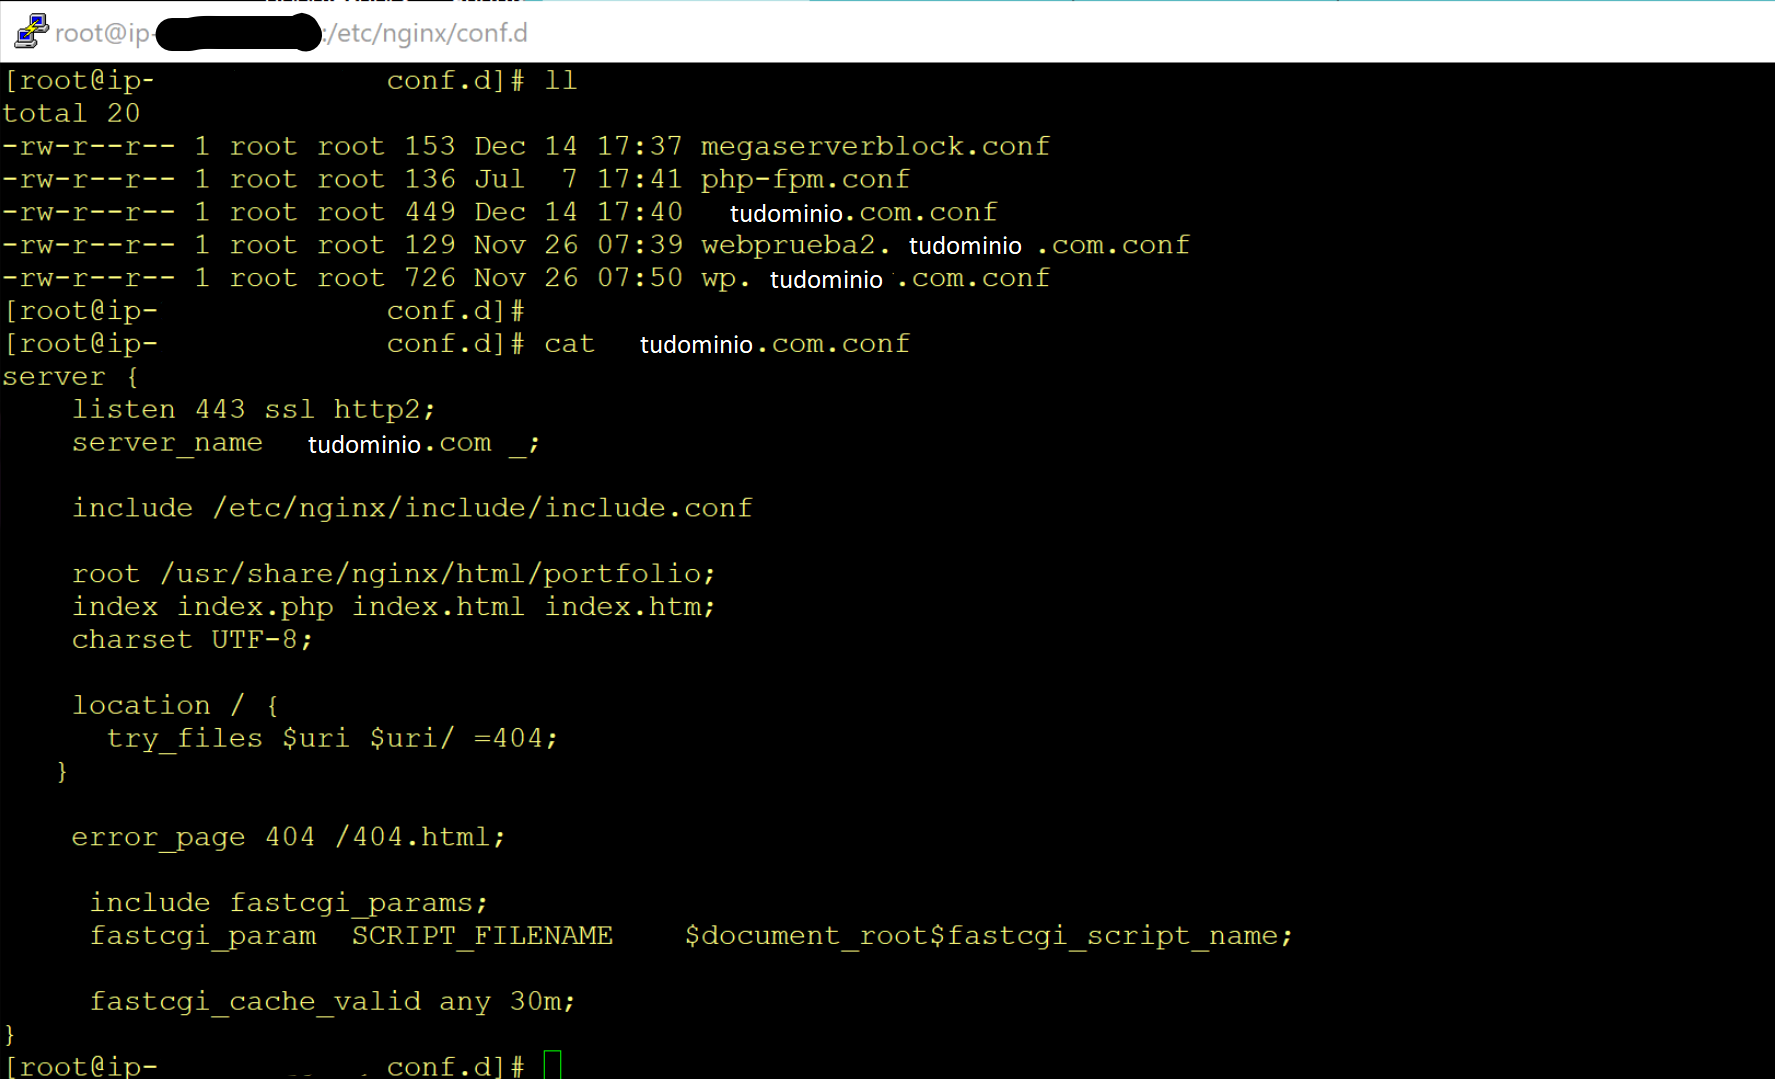 root@ip- :/etc/nginx/conf.d
[root@ip- conf.d]# ll
total 20
-rw-r--r-- 1 root root 153 Dec 14 17:37 megaserverblock.conf
-rw-r--r-- 1 root root 136 Jul  7 17:41 php-fpm.conf
-rw-r--r-- 1 root root 449 Dec 14 17:40 tudominio.com.conf
-rw-r--r-- 1 root root 129 Nov 26 07:39 webprueba2. tudominio .com.conf
-rw-r--r-- 1 root root 726 Nov 26 07:50 wp. tudominio .com.conf
[root@ip- conf.d]#
[root@ip- conf.d]# cat tudominio.com.conf
server {
    listen 443 ssl http2;
    server_name tudominio.com _;
    include /etc/nginx/include/include.conf
    root /usr/share/nginx/html/portfolio;
    index index.php index.html index.htm;
    charset UTF-8;
    location / {
      try_files $uri $uri/ =404;
   }
    error_page 404 /404.html;
     include fastcgi_params;
     fastcgi_param  SCRIPT_FILENAME    $document_root$fastcgi_script_name;
     fastcgi_cache_valid any 30m;
}
[root@ip- conf.d]#